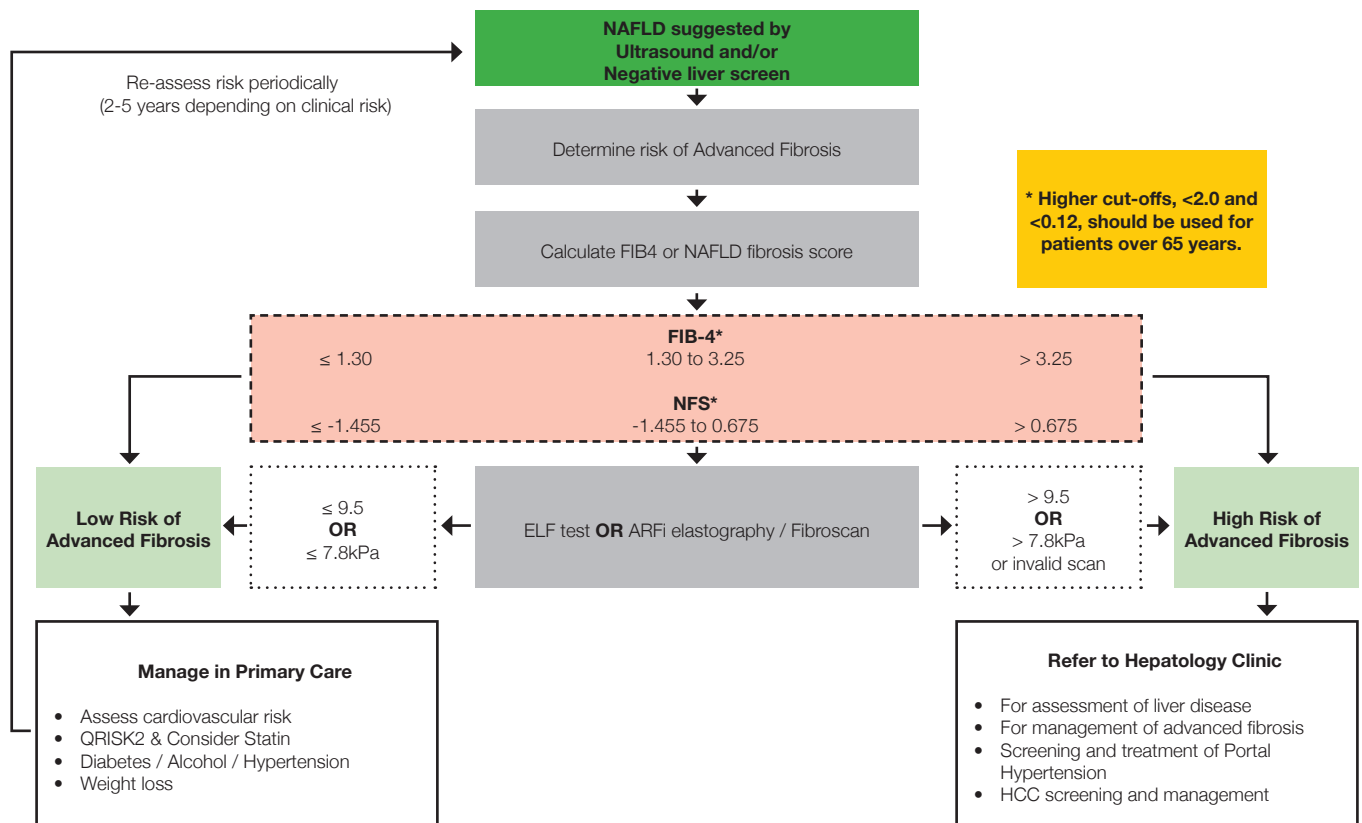 NAFLD suggested by
Ultrasound and/or
Negative liver screen
Re-assess risk periodically
(2-5 years depending on clinical risk)
Determine risk of Advanced Fibrosis
* Higher cut-offs, <2.0 and
<0.12, should be used for
patients over 65 years.
Calculate FIB4 or NAFLD fibrosis score
FIB-4*
≤ 1.30 1.30 to 3.25 > 3.25
NFS*
≤ -1.455 -1.455 to 0.675 > 0.675
Low Risk of
Advanced Fibrosis
≤ 9.5
OR
≤ 7.8kPa
ELF test OR ARFi elastography / Fibroscan
> 9.5
OR
> 7.8kPa
or invalid scan
High Risk of
Advanced Fibrosis
Manage in Primary Care
• Assess cardiovascular risk
• QRISK2 & Consider Statin
• Diabetes / Alcohol / Hypertension
• Weight loss
Refer to Hepatology Clinic
• For assessment of liver disease
• For management of advanced fibrosis
• Screening and treatment of Portal
Hypertension
• HCC screening and management